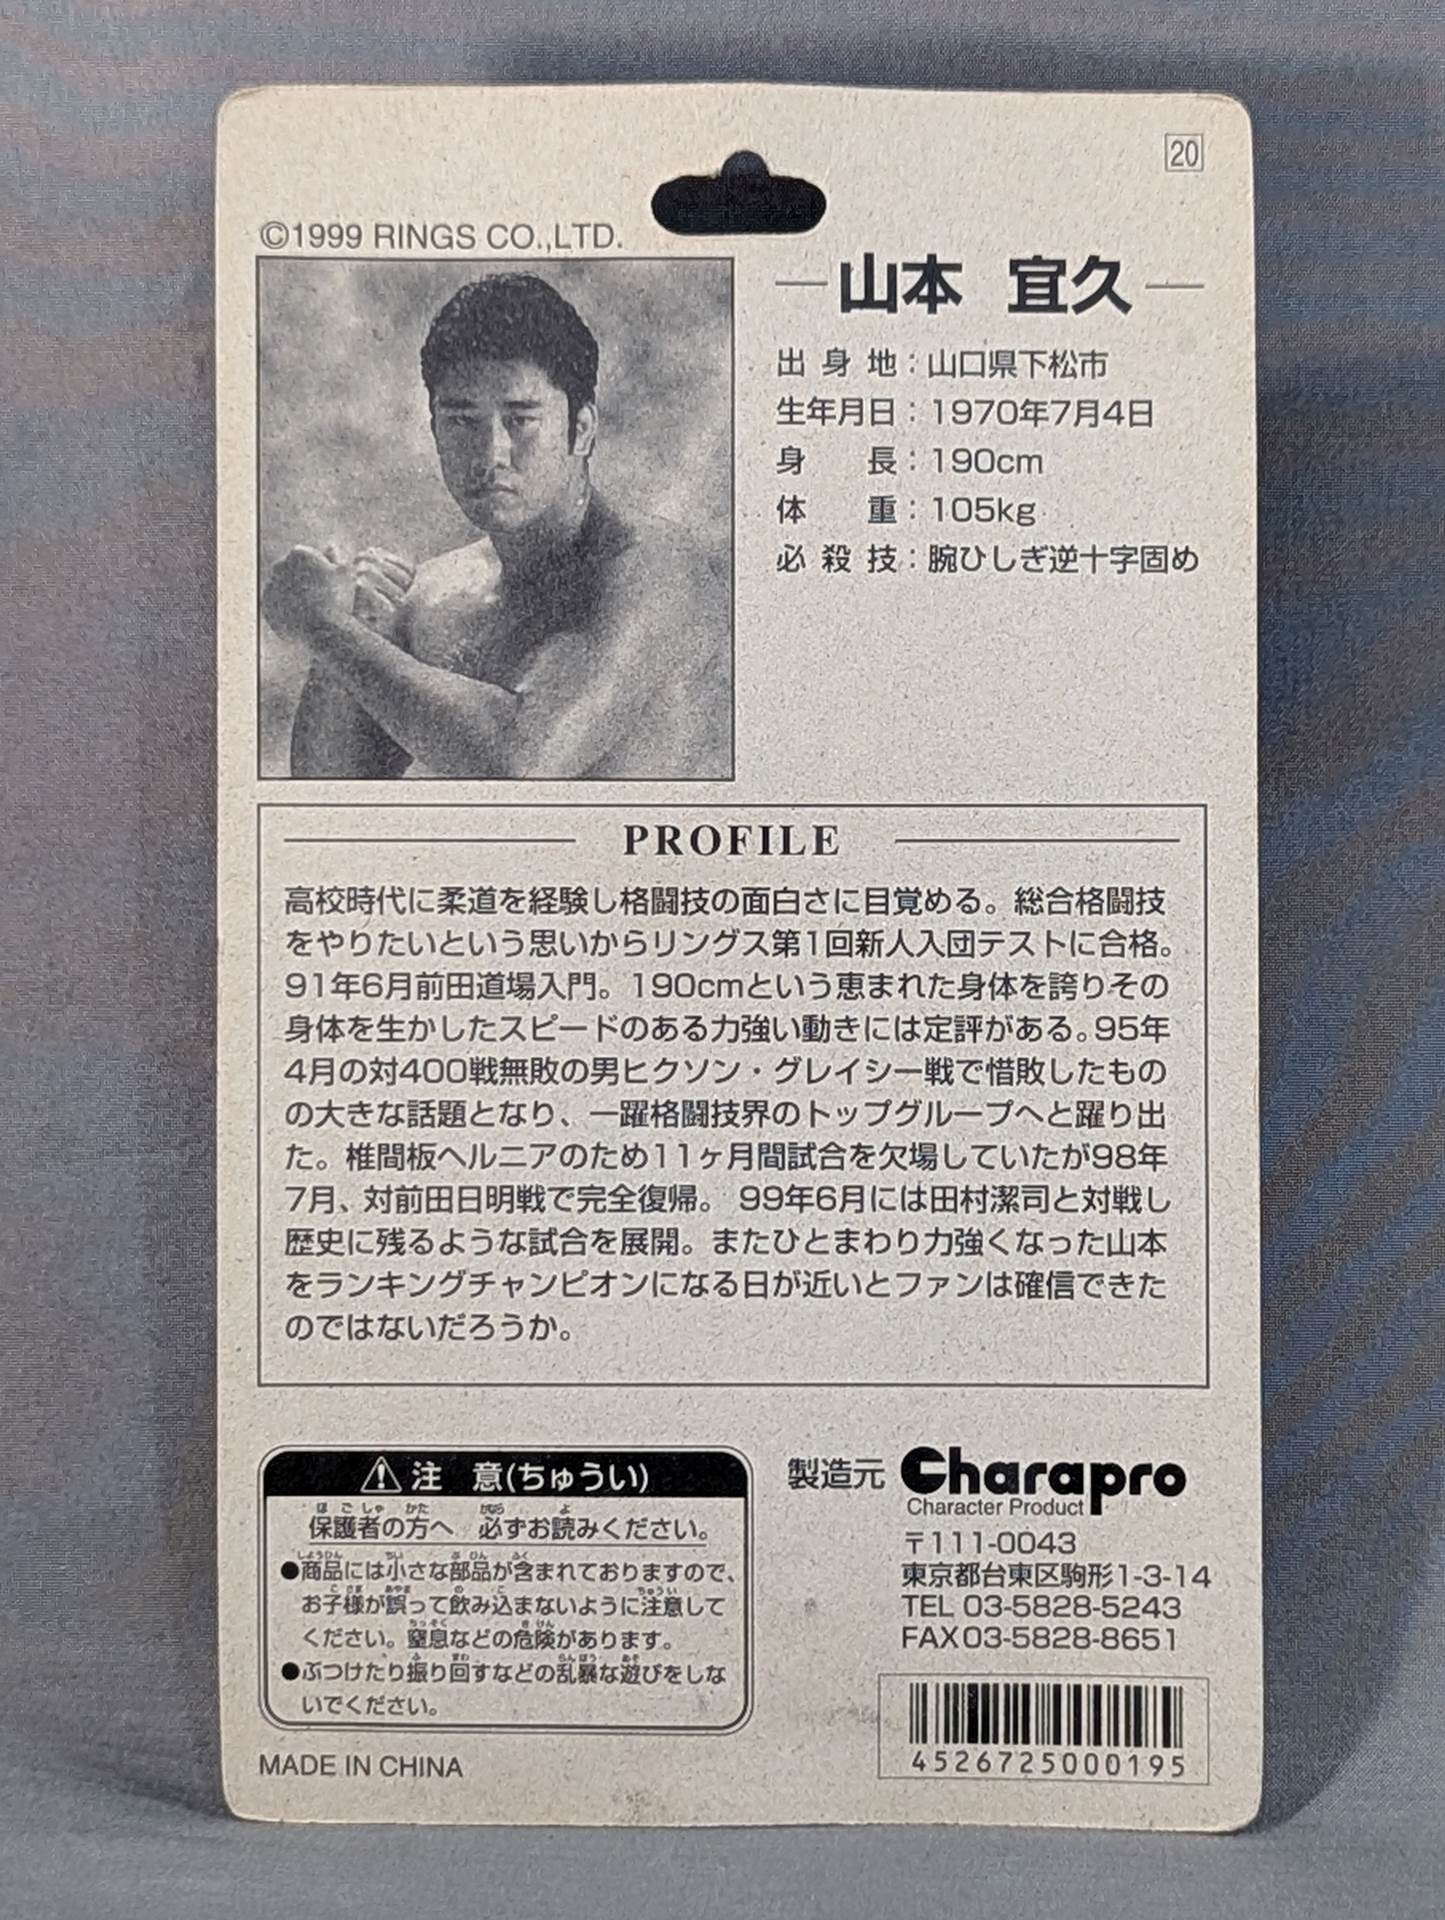 20
©1999 RINGS CO.,LTD.
山本 宜久
出身地：山口県下松市
生年月日：1970年7月4日
身長：190cm
体重：105kg
必殺技：腕ひしぎ逆十字固め
PROFILE
高校時代に柔道を経験し格闘技の面白さに目覚める。総合格闘技
をやりたいという思いからリングス第1回新人入団テストに合格。
91年6月前田道場入門。190cmという恵まれた身体を誇りその
身体を生かしたスピードのある力強い動きには定評がある。95年
4月の対400戦無敗の男ヒクソン・グレイシー戦で惜敗したもの
の大きな話題となり、一躍格闘技界のトップグループへと躍り出
た。椎間板ヘルニアのため11ヶ月間試合を欠場していたが98年
7月、対前田日明戦で完全復帰。 99年6月には田村潔司と対戦し
歴史に残るような試合を展開。またひとまわり力強くなった山本
をランキングチャンピオンになる日が近いとファンは確信できた
のではないだろうか。
⚠注 意(ちゅうい)
保護者の方へ 必ずお読みください。
●商品には小さな部品が含まれておりますので、
お子様が誤って飲み込まないように注意して
ください。窒息などの危険があります。
●ぶつけたり振り回すなどの乱暴な遊びをしな
いでください。
MADE IN CHINA
製造元 Charapro
Character Product
〒111-0043
東京都台東区駒形1-3-14
TEL 03-5828-5243
FAX03-5828-8651
4526725000195